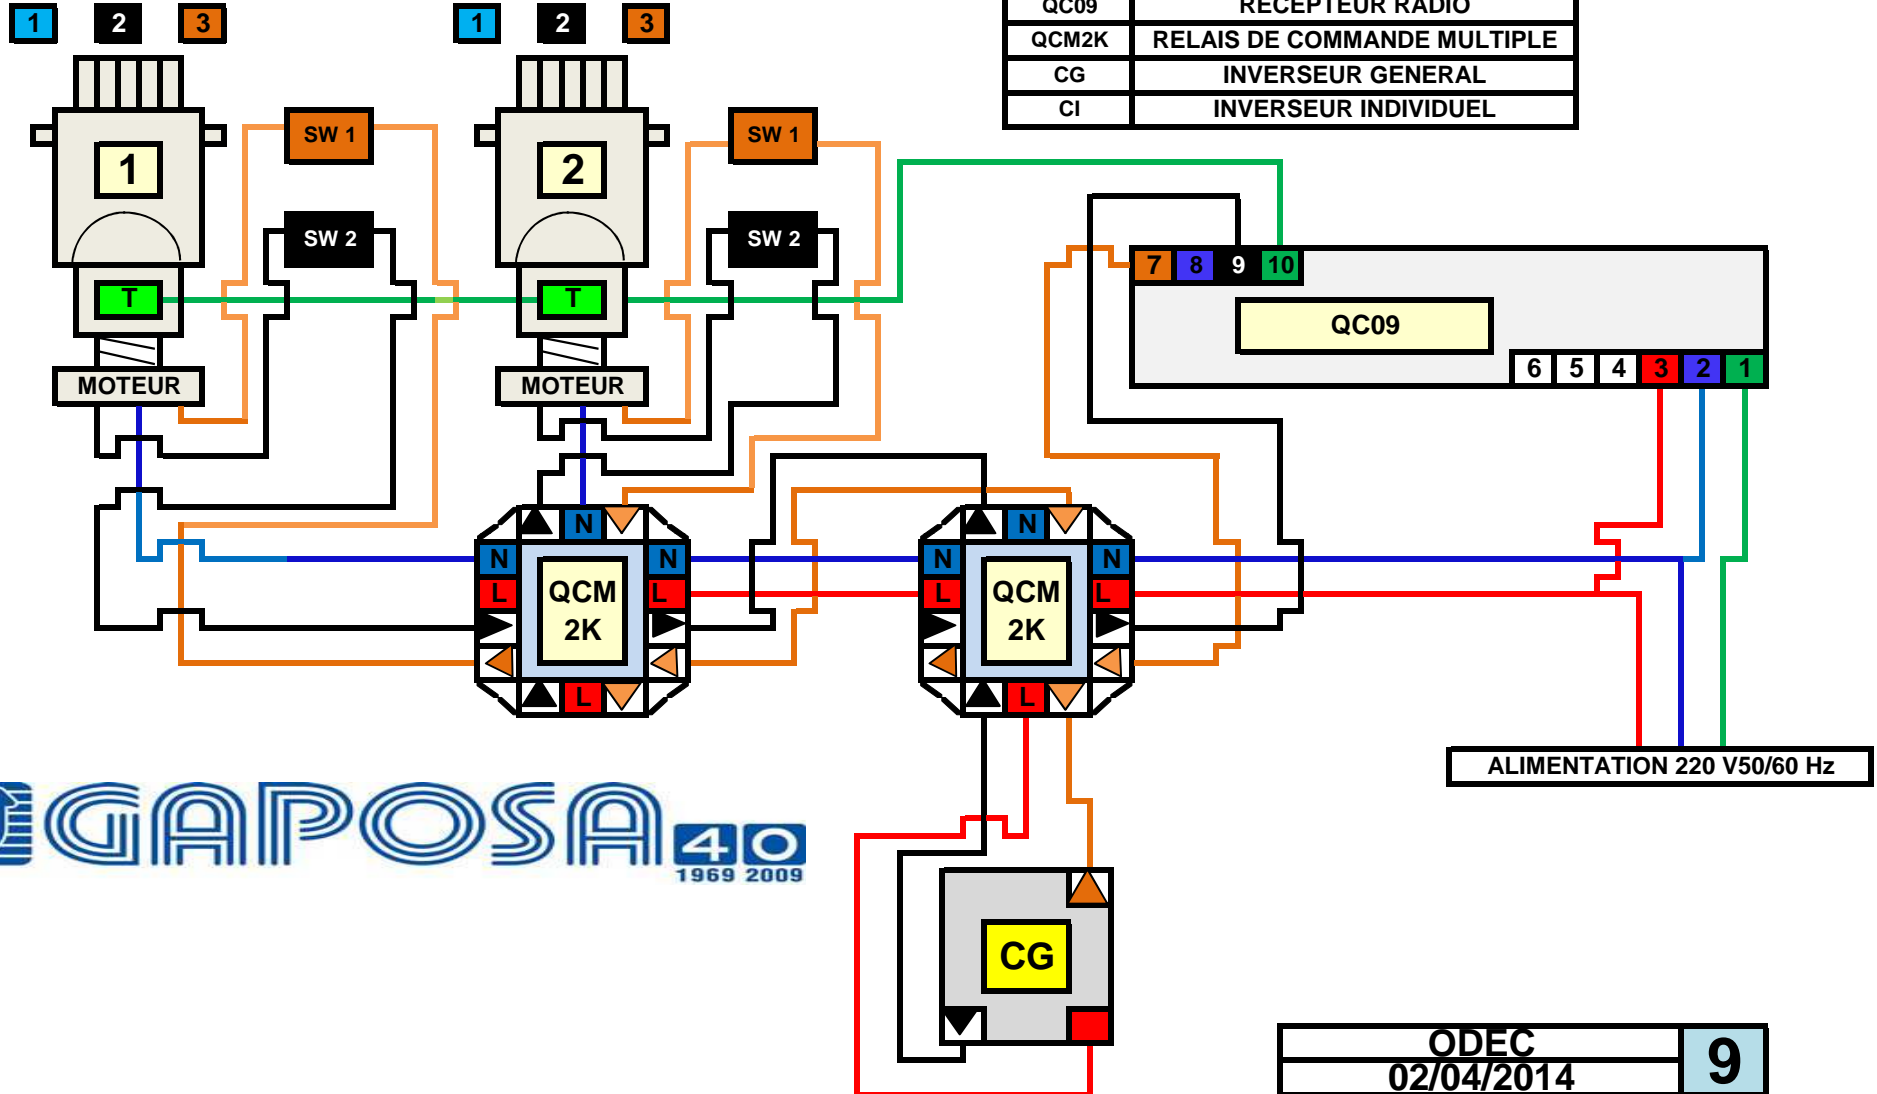 1 2 3 1 2 3
QC09 RECEPTEUR RADIO
QCM2K RELAIS DE COMMANDE MULTIPLE
CG INVERSEUR GENERAL
CI INVERSEUR INDIVIDUEL
SW 1
SW 1
1
2
SW 2
SW 2
7 8 9 10
T
T
QC09
6 5 4 3 2 1
MOTEUR
MOTEUR
N
N
N N
N N
L L
L L
QCM
2K
QCM
2K
L
L
ALIMENTATION 220 V50/60 Hz
GAPOSA 40
1969 2009
CG
ODEC
02/04/2014
9